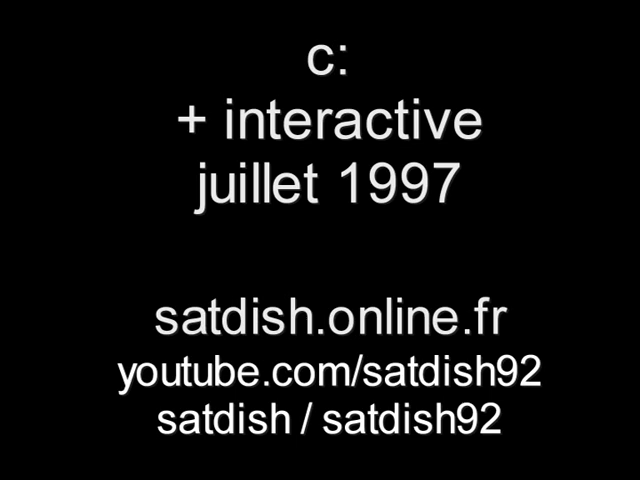 c:
+ interactive
juillet 1997
satdish.online.fr
youtube.com/satdish92
satdish / satdish92